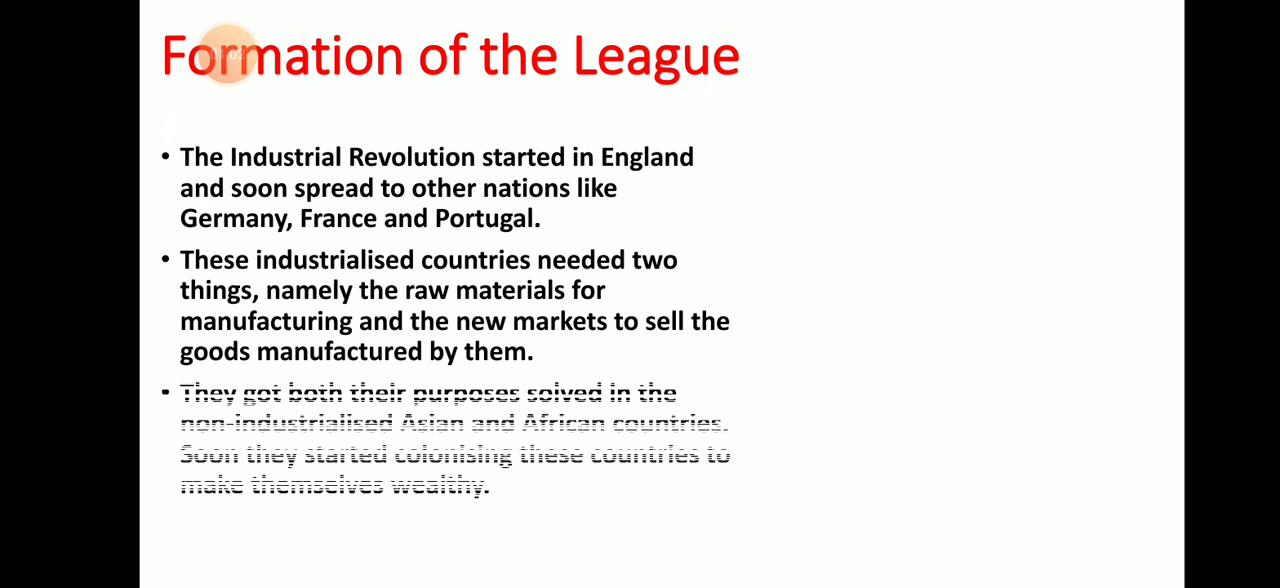 Formation of the League
• The Industrial Revolution started in England
and soon spread to other nations like
Germany, France and Portugal.
• These industrialised countries needed two
things, namely the raw materials for
manufacturing and the new markets to sell the
goods manufactured by them.
• They got both their purposes solved in the
non-industrialised Asian and African countries.
Soon they started colonising these countries to
make themselves wealthy.